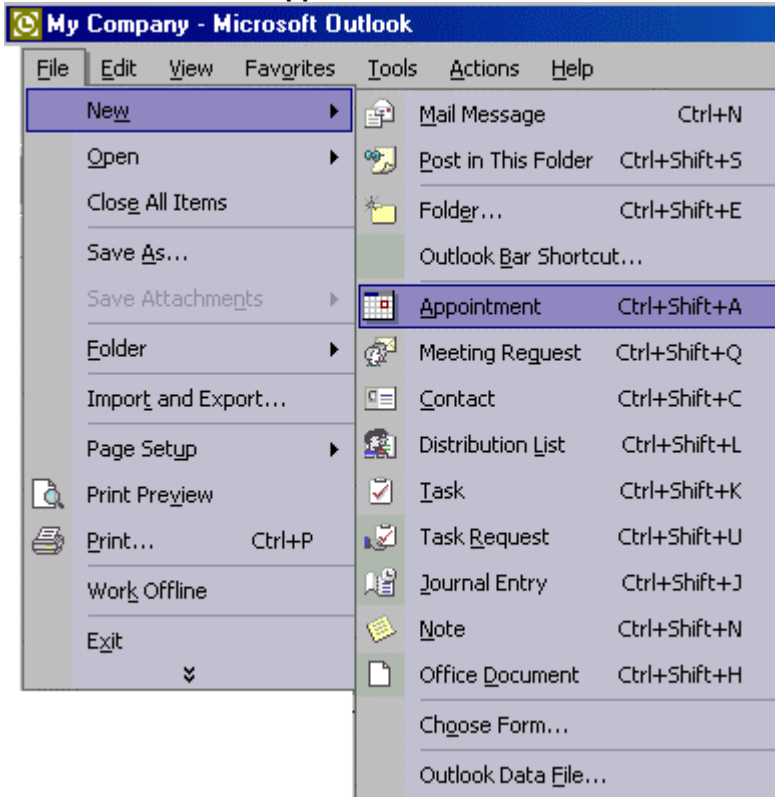 My Company - Microsoft Outlook
File Edit View Favorites Tools Actions Help
New
Open
Close All Items
Save As...
Save Attachments
Folder
Import and Export...
Page Setup
Print Preview
Print... Ctrl+P
Work Offline
Exit
Mail Message Ctrl+N
Post in This Folder Ctrl+Shift+S
Folder... Ctrl+Shift+E
Outlook Bar Shortcut...
Appointment Ctrl+Shift+A
Meeting Request Ctrl+Shift+Q
Contact Ctrl+Shift+C
Distribution List Ctrl+Shift+L
Task Ctrl+Shift+K
Task Request Ctrl+Shift+U
Journal Entry Ctrl+Shift+J
Note Ctrl+Shift+N
Office Document Ctrl+Shift+H
Choose Form...
Outlook Data File...